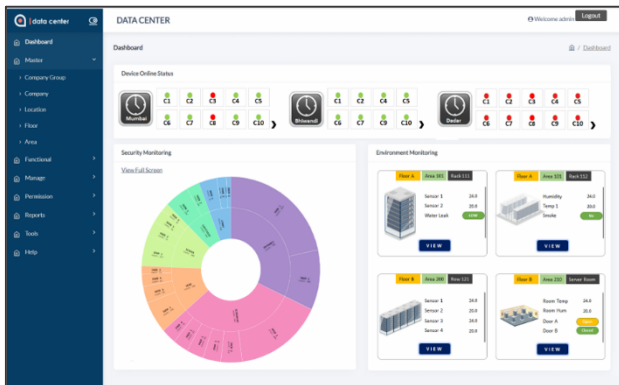 data center
DATA CENTER
Welcome admin
Logout
Dashboard
Dashboard
/ Dashboard
Master
Company Group
Company
Location
Floor
Area
Functional
Manage
Permission
Reports
Tools
Help
Device Online Status
Mumbai
C1 C2 C3 C4 C5
C6 C7 C8 C9 C10
Bhiwandi
C1 C2 C4 C5
C6 C7 C9 C10
Dadar
C1 C2 C3 C4 C5
C6 C7 C8 C9 C10
Security Monitoring
View Full Screen
Environment Monitoring
Floor A Area 101 Rack 111
Sensor 1 24.0
Sensor 2 20.0
Water Leak
VIEW
Floor A Area 101 Rack 112
Humidity 24.0
Temp 1 20.0
Smoke No
VIEW
Floor B Area 200
Sensor 1 24.0
Sensor 2 20.0
Sensor 3 24.0
Sensor 4 20.0
VIEW
Floor B Area 210 Server Room
Room Temp 24.0
Room Hum 20.0
Door A Open
Door B Closed
VIEW